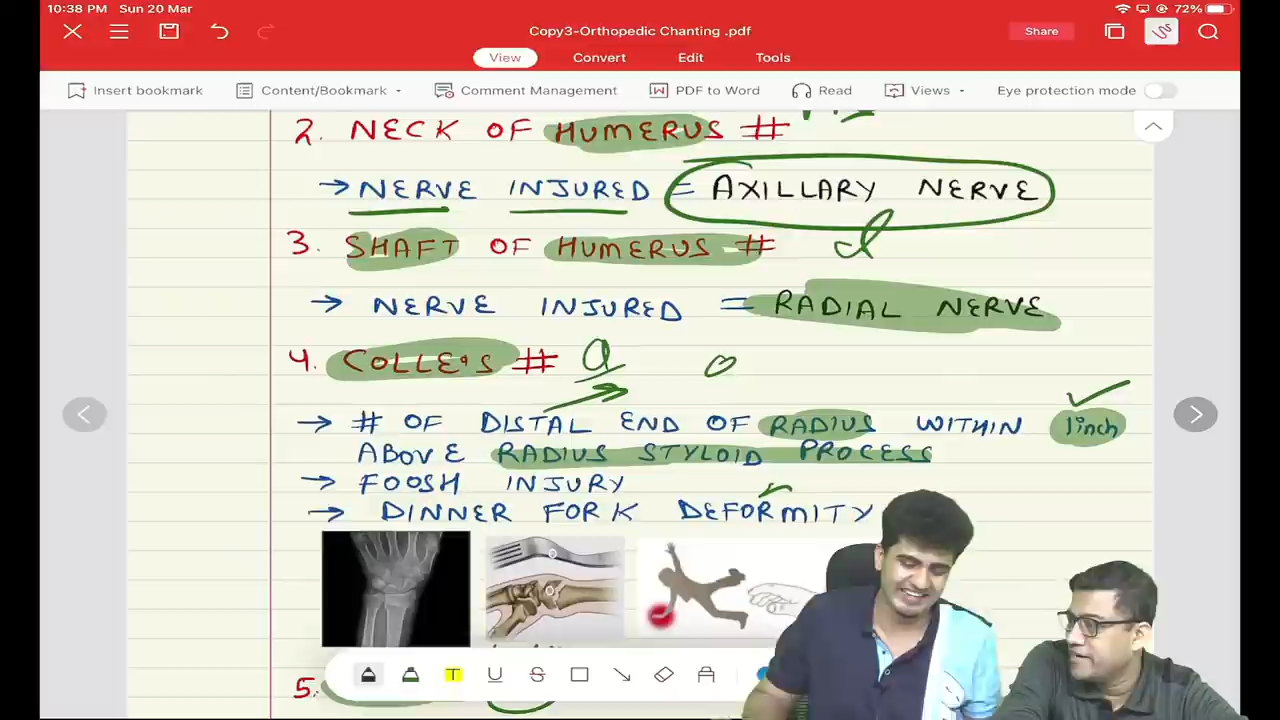 10:38 PM Sun 20 Mar 72%
Copy3-Orthopedic Chanting .pdf
Share
View Convert Edit Tools
Insert bookmark Content/Bookmark Comment Management PDF to Word Read Views Eye protection mode
2. NECK OF HUMERUS #
→ NERVE INJURED = AXILLARY NERVE
3. SHAFT OF HUMERUS #
→ NERVE INJURED = RADIAL NERVE
4. COLLE'S # a
→ # OF DISTAL END OF RADIUS WITHIN 1inch
ABOVE RADIUS STYLOID PROCESS
→ FOOSH INJURY
→ DINNER FORK DEFORMITY
T U S
5.